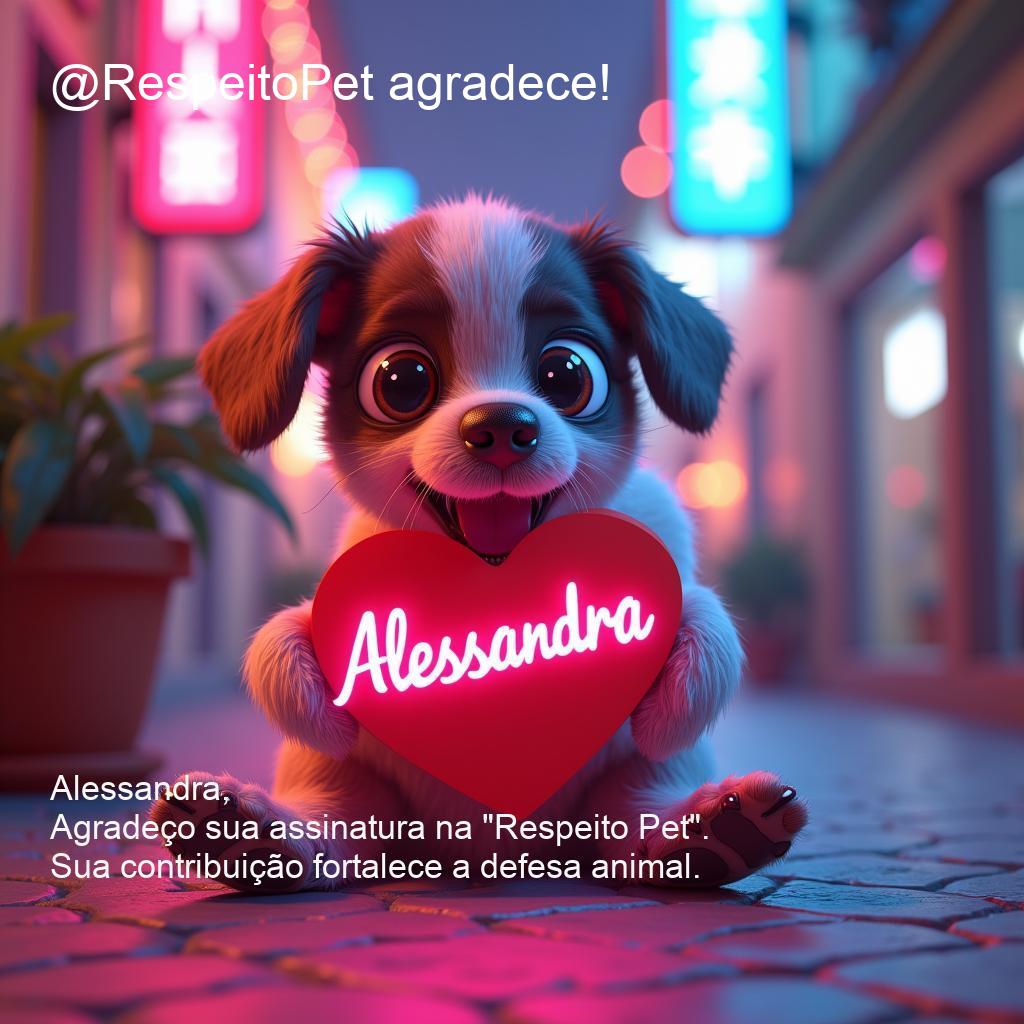 @RespeitoPet agradece!
Alessandra
Alessandra,
Agradeço sua assinatura na "Respeito Pet".
Sua contribuição fortalece a defesa animal.